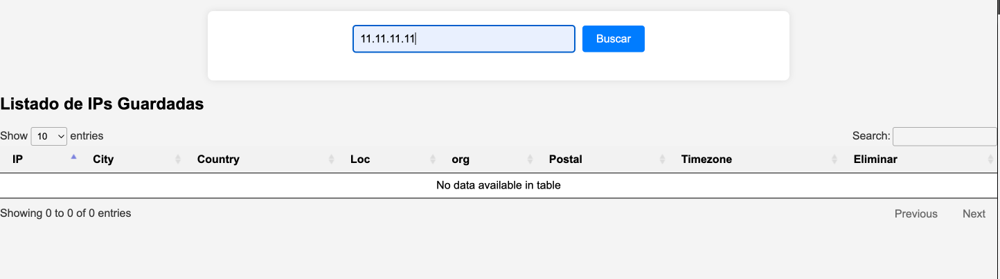 11.11.11.11 Buscar
Listado de IPs Guardadas
Show 10 entries Search:
IP City Country Loc org Postal Timezone Eliminar
No data available in table
Showing 0 to 0 of 0 entries Previous Next